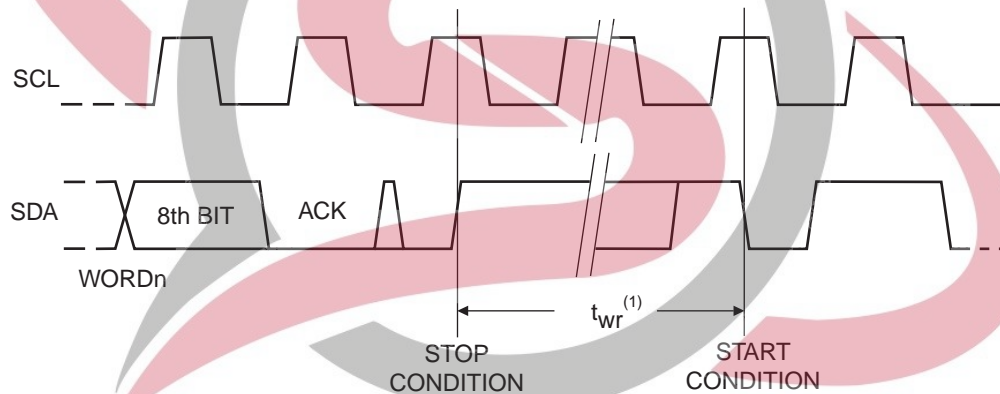 SCL
SDA
8th BIT
ACK
WORDn
twr(1)
STOP
CONDITION
START
CONDITION